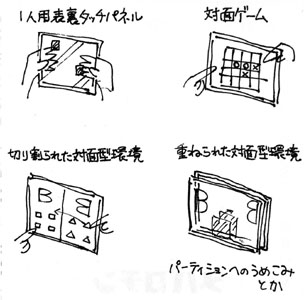 1人用表裏タッチパネル
対面ゲーム
切り割られた対面型環境
重ねられた対面型環境
パーティションへのうめこみ
とか